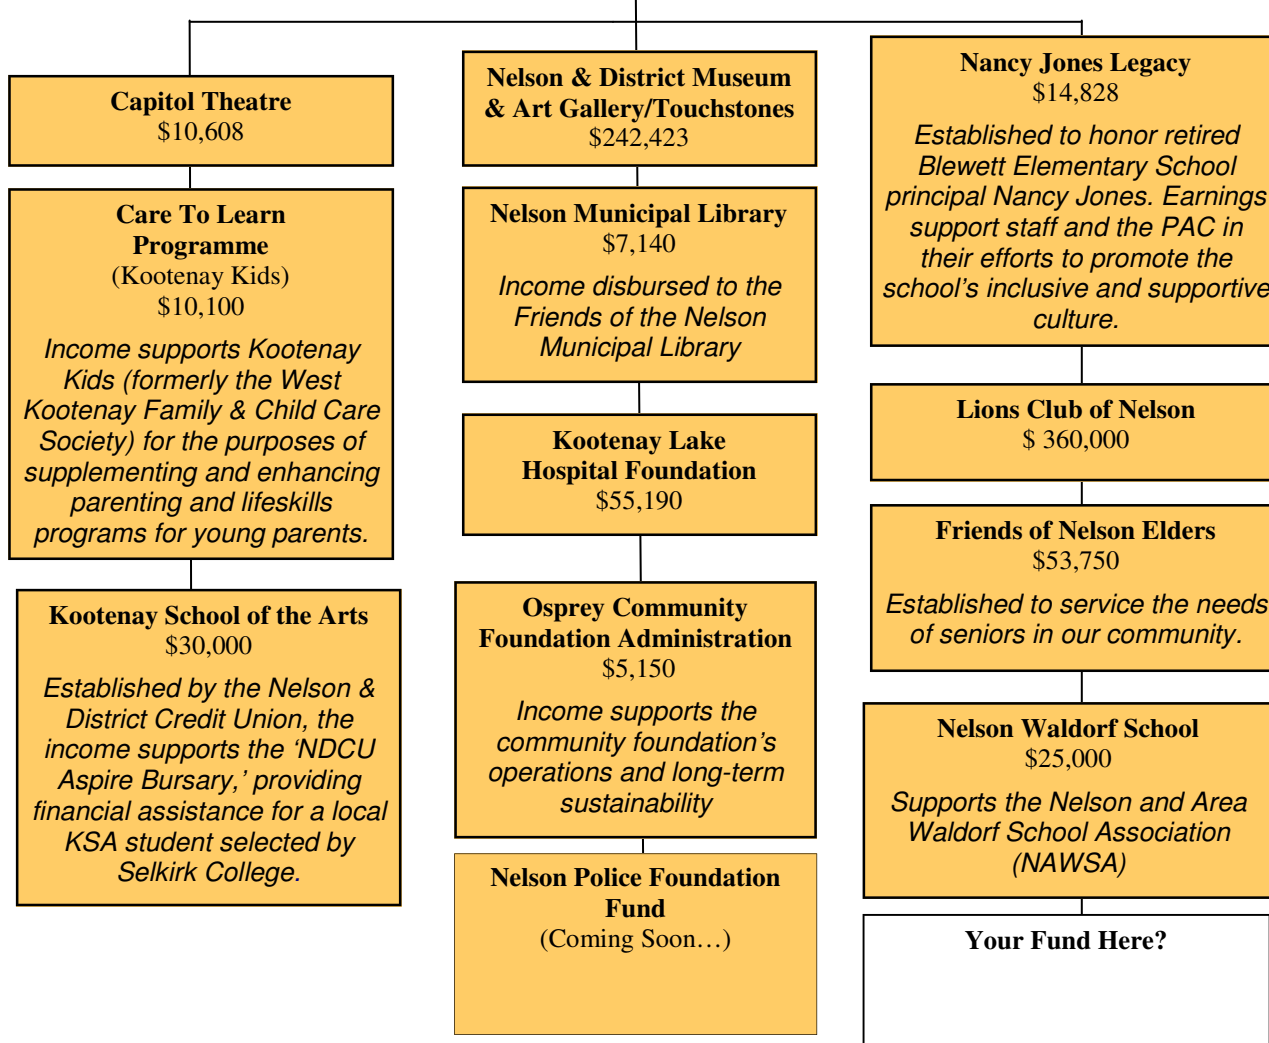 Capitol Theatre
$10,608
Care To Learn
Programme
(Kootenay Kids)
$10,100
Income supports Kootenay
Kids (formerly the West
Kootenay Family & Child Care
Society) for the purposes of
supplementing and enhancing
parenting and lifeskills
programs for young parents.
Kootenay School of the Arts
$30,000
Established by the Nelson &
District Credit Union, the
income supports the ‘NDCU
Aspire Bursary,’ providing
financial assistance for a local
KSA student selected by
Selkirk College.
Nelson & District Museum
& Art Gallery/Touchstones
$242,423
Nelson Municipal Library
$7,140
Income disbursed to the
Friends of the Nelson
Municipal Library
Kootenay Lake
Hospital Foundation
$55,190
Osprey Community
Foundation Administration
$5,150
Income supports the
community foundation’s
operations and long-term
sustainability
Nelson Police Foundation
Fund
(Coming Soon…)
Nancy Jones Legacy
$14,828
Established to honor retired
Blewett Elementary School
principal Nancy Jones. Earnings
support staff and the PAC in
their efforts to promote the
school’s inclusive and supportive
culture.
Lions Club of Nelson
$ 360,000
Friends of Nelson Elders
$53,750
Established to service the needs
of seniors in our community.
Nelson Waldorf School
$25,000
Supports the Nelson and Area
Waldorf School Association
(NAWSA)
Your Fund Here?